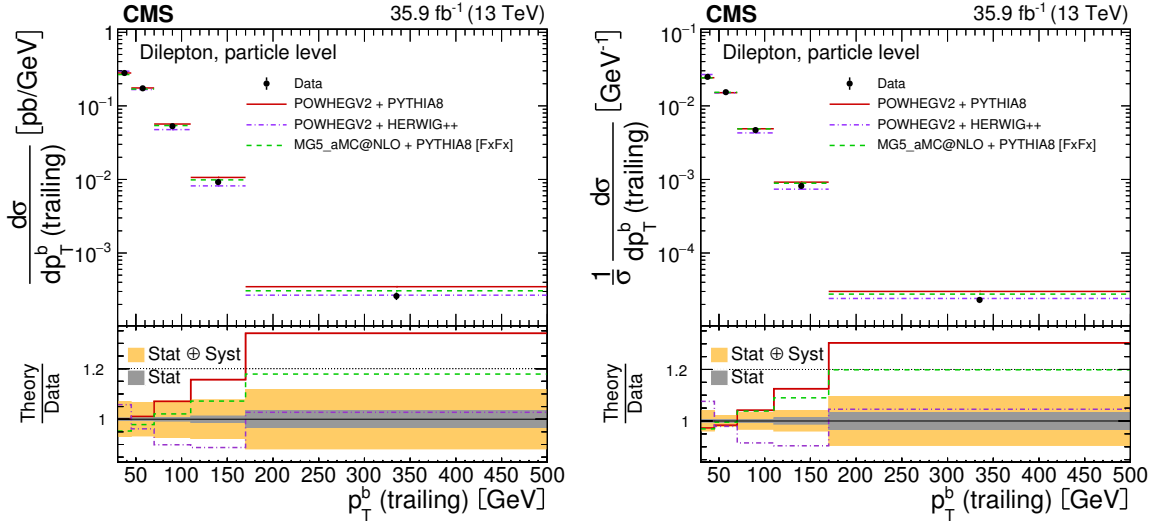 CMS
35.9 fb⁻¹ (13 TeV)
Dilepton, particle level
Data
POWHEGV2 + PYTHIA8
POWHEGV2 + HERWIG++
MG5_aMC@NLO + PYTHIA8 [FxFx]
dσ / dp_T^b (trailing) [pb/GeV]
1
10⁻¹
10⁻²
10⁻³
Stat ⊕ Syst
Stat
Theory
Data
1.2
1
50 100 150 200 250 300 350 400 450 500
p_T^b (trailing) [GeV]
CMS
35.9 fb⁻¹ (13 TeV)
Dilepton, particle level
Data
POWHEGV2 + PYTHIA8
POWHEGV2 + HERWIG++
MG5_aMC@NLO + PYTHIA8 [FxFx]
1/σ dσ / dp_T^b (trailing) [GeV⁻¹]
10⁻¹
10⁻²
10⁻³
10⁻⁴
Stat ⊕ Syst
Stat
Theory
Data
1.2
1
50 100 150 200 250 300 350 400 450 500
p_T^b (trailing) [GeV]